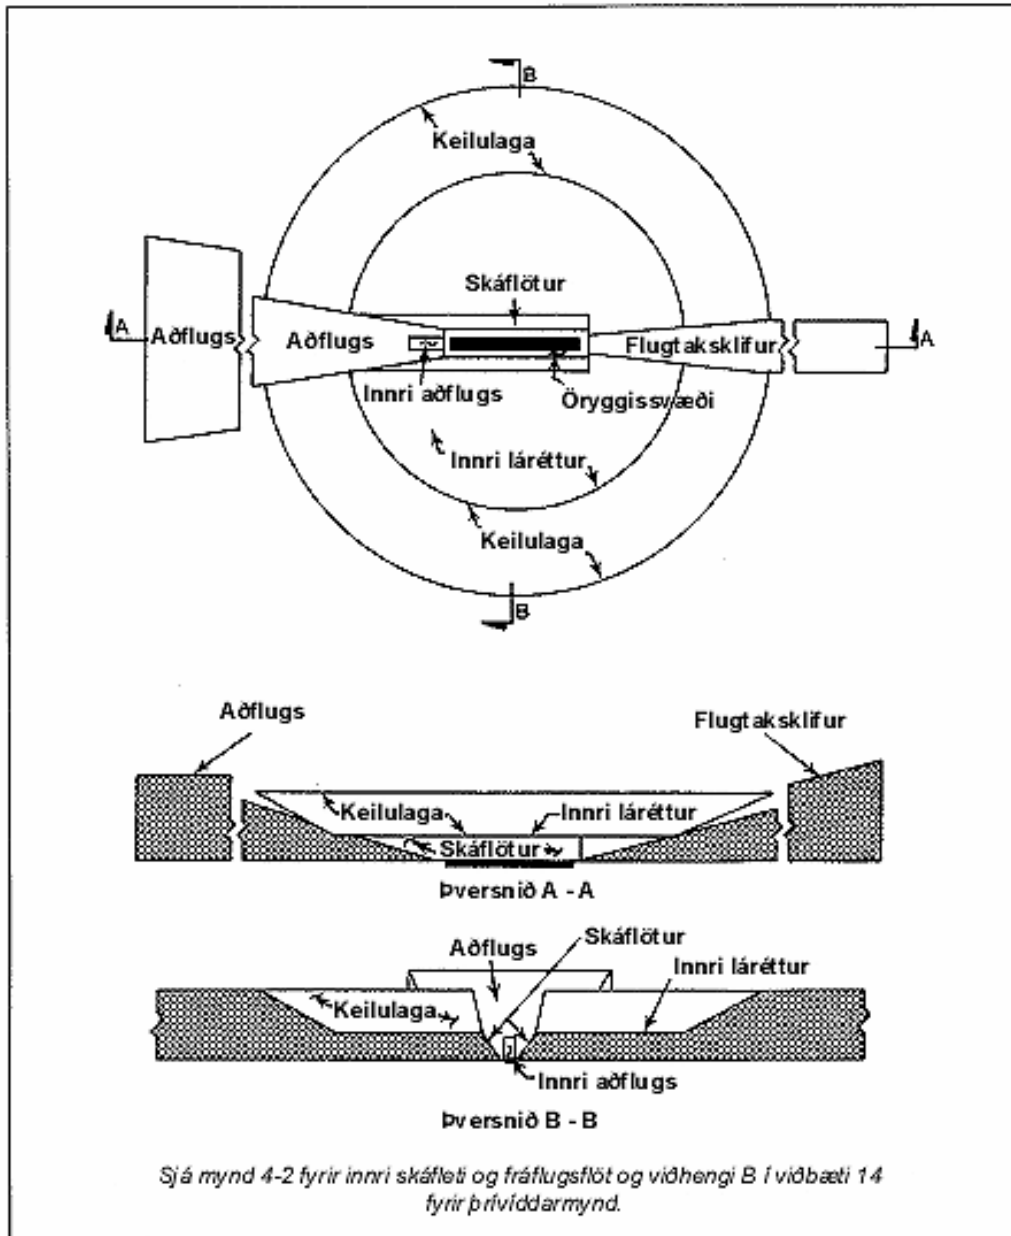 B
Keilulaga
Skáflötur
A
Aðflugs
Aðflugs
Flugtaksklifur
A
Innri aðflugs
Öryggissvæði
Innri láréttur
Keilulaga
B
Aðflugs
Flugtaksklifur
Keilulaga
Innri láréttur
Skáflötur
Þversnið A - A
Skáflötur
Aðflugs
Innri láréttur
Keilulaga
Innri aðflugs
Þversnið B - B
Sjá mynd 4-2 fyrir innri skáfleti og fráflugsflöt og viðhengi B í viðbæti 14
fyrir þrívíddarmynd.